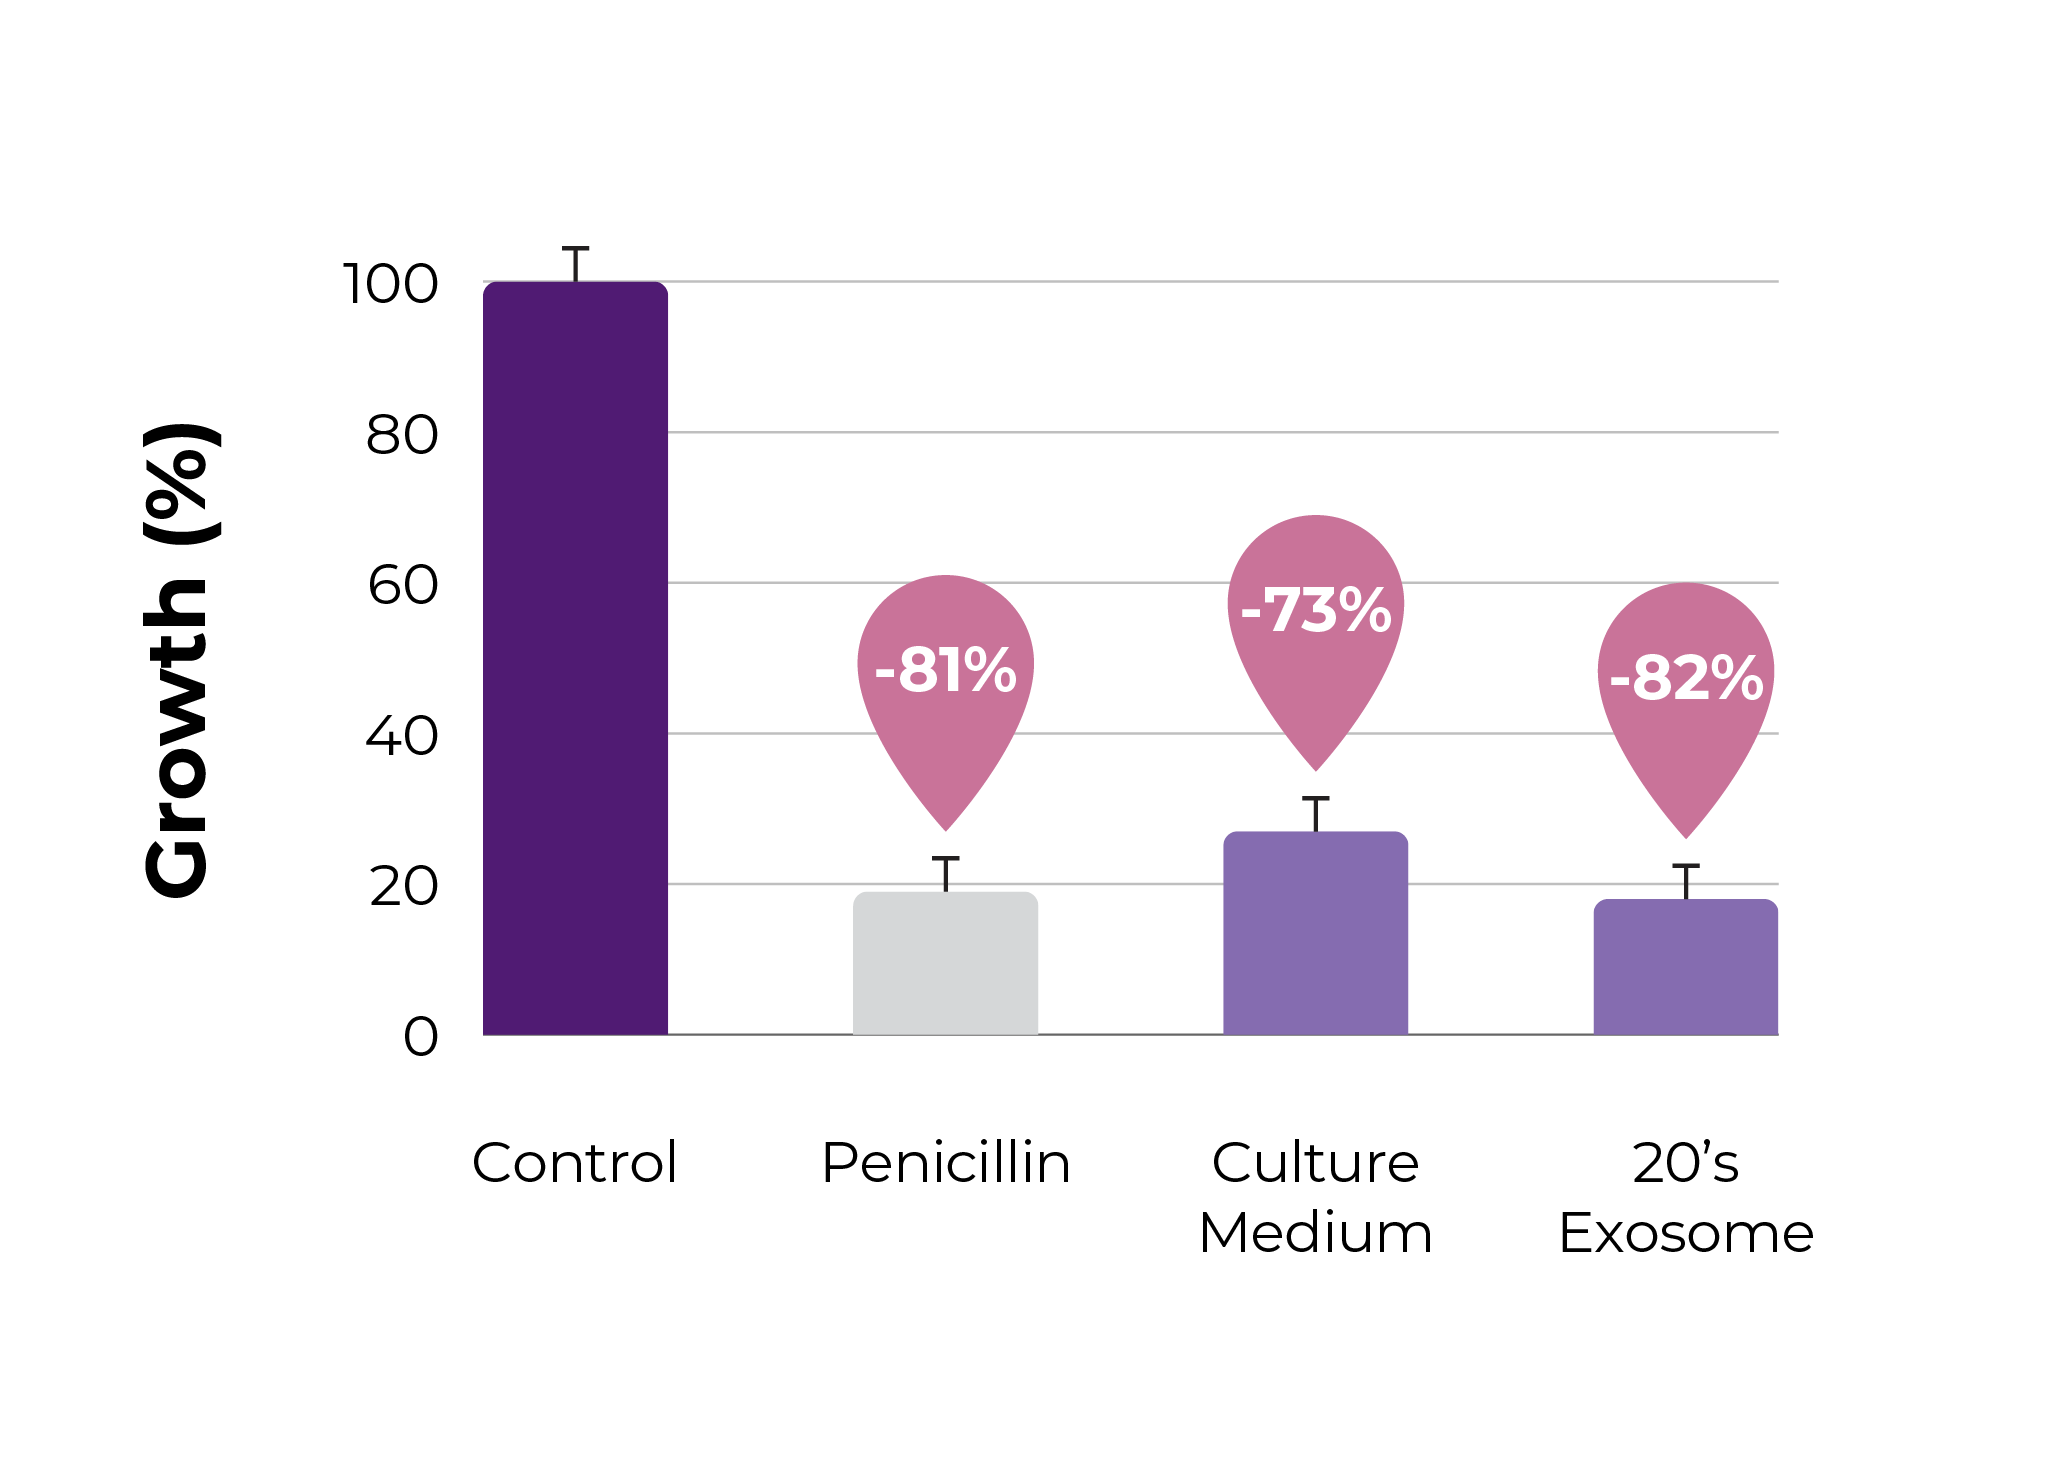 Growth (%)
100
80
60
40
20
0
-81%
-73%
-82%
Control
Penicillin
Culture
Medium
20’s
Exosome